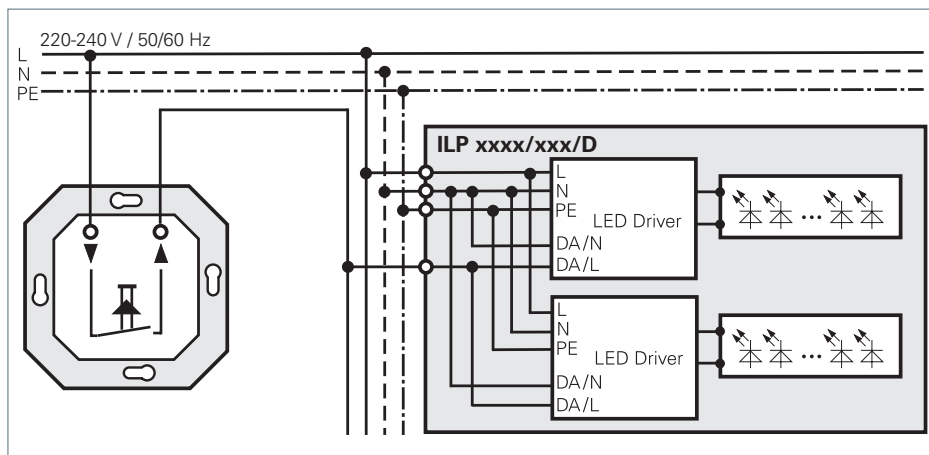 220-240 V / 50/60 Hz
L
N
PE
ILP xxxx/xxx/D
L
N
PE
LED Driver
DA/N
DA/L
L
N
PE
LED Driver
DA/N
DA/L